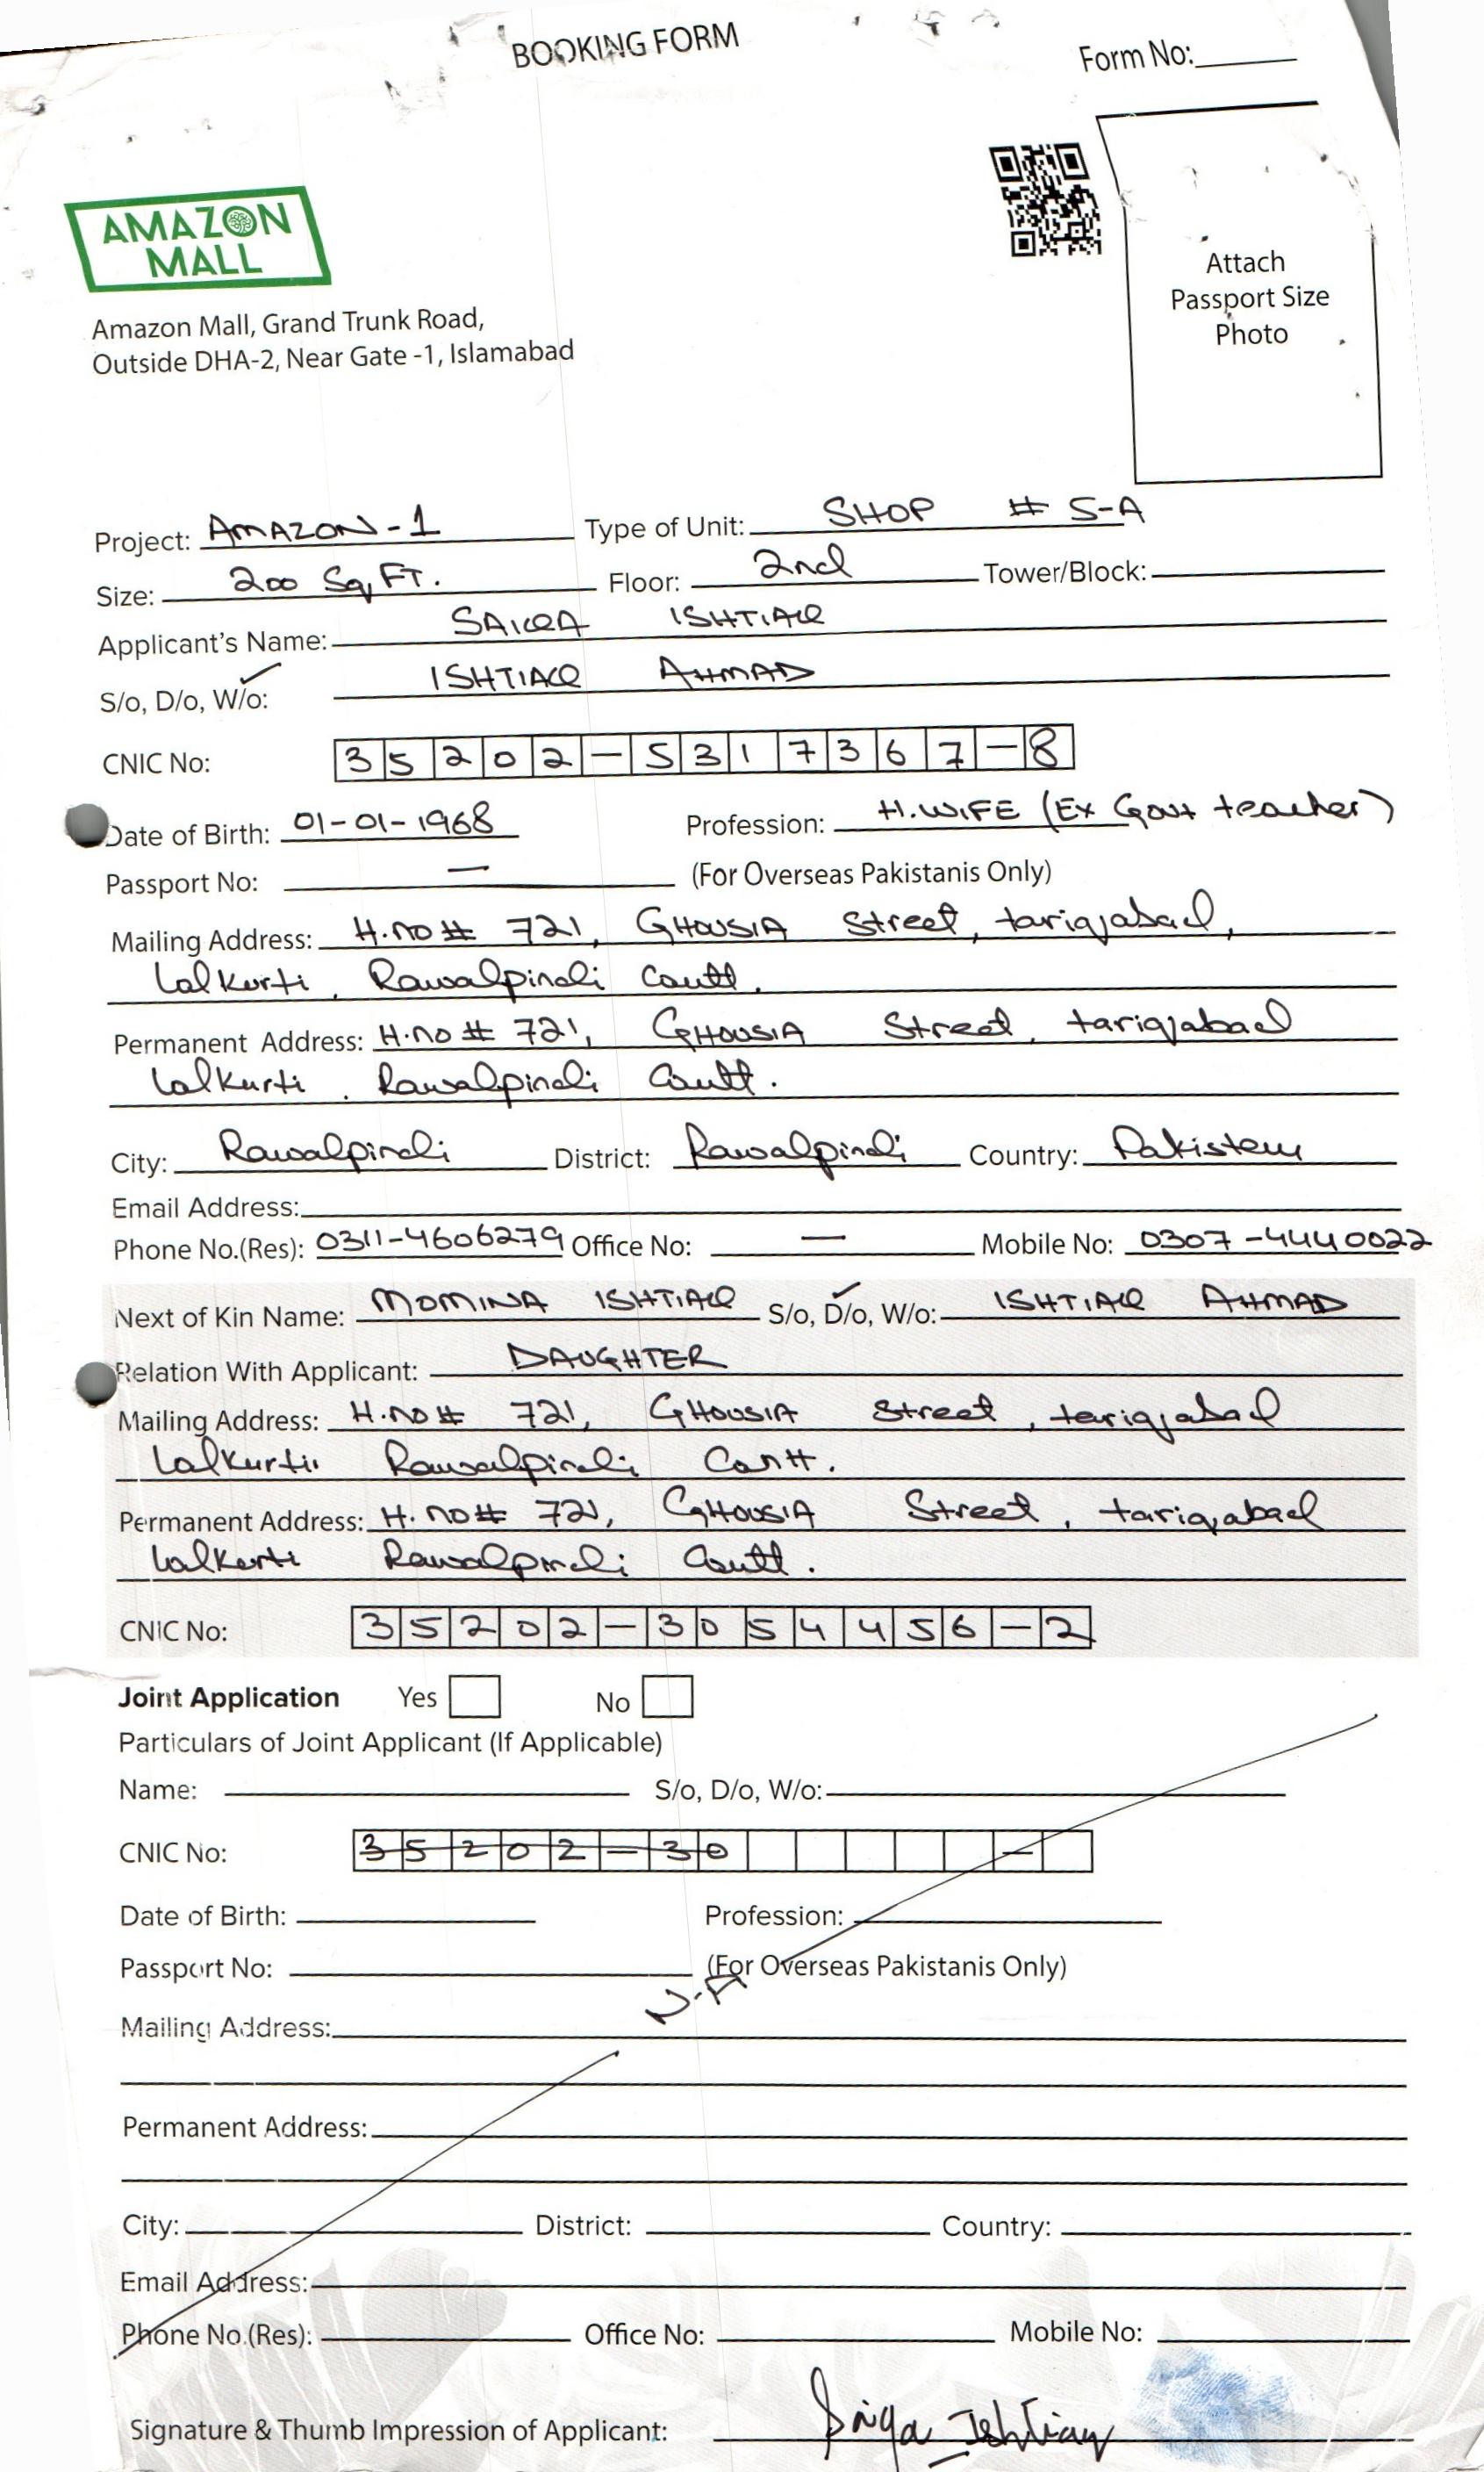 BOOKING FORM
Form No:
AMAZON
MALL
Attach
Passport Size
Photo
Amazon Mall, Grand Trunk Road,
Outside DHA-2, Near Gate -1, Islamabad
Project: AMAZON-1 Type of Unit: SHOP # 5-A
Size: 200 Sq,FT. Floor: 2nd Tower/Block:
Applicant's Name: SAIQA ISHTIAQ
S/o, D/o, W/o: ISHTIAQ AHMAD
CNIC No: 35202-5317367-8
Date of Birth: 01-01-1968 Profession: H.WIFE (Ex Govt teacher)
Passport No: — (For Overseas Pakistanis Only)
Mailing Address: H.no # 721, GHOUSIA Street, tariqabad,
Lalkurti, Rawalpindi Cantt.
Permanent Address: H.no # 721, GHOUSIA Street, tariqabad
Lalkurti, Rawalpindi Cantt.
City: Rawalpindi District: Rawalpindi Country: Pakistan
Email Address:
Phone No.(Res): 0311-4606279 Office No: — Mobile No: 0307-4440022
Next of Kin Name: MOMINA ISHTIAQ S/o, D/o, W/o: ISHTIAQ AHMAD
Relation With Applicant: DAUGHTER
Mailing Address: H.no # 721, GHOUSIA Street, tariqabad
Lalkurti Rawalpindi Cantt.
Permanent Address: H.no # 721, GHOUSIA Street, tariqabad
Lalkurti Rawalpindi Cantt.
CNIC No: 35202-3054456-2
Joint Application Yes No
Particulars of Joint Applicant (If Applicable)
Name: S/o, D/o, W/o:
CNIC No: 35202-30 —
Date of Birth: Profession:
Passport No: (For Overseas Pakistanis Only)
N.A
Mailing Address:
Permanent Address:
City: District: Country:
Email Address:
Phone No.(Res): Office No: Mobile No:
Signature & Thumb Impression of Applicant: Saiqa Ishtiaq